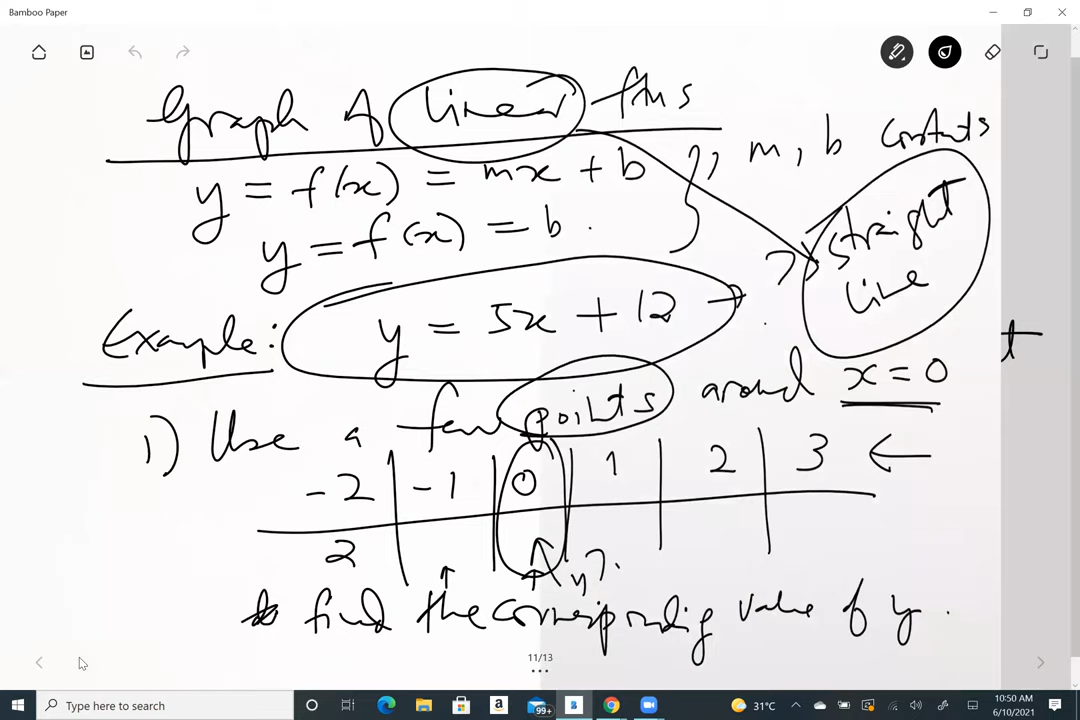 Bamboo Paper
Graph of linear fns
y = f(x) = mx + b }, m, b constants
y = f(x) = b.
straight
line
Example: y = 5x + 12 →
1) Use a few points around x = 0
-2 | -1 | 0 | 1 | 2 | 3 ←
2
y?
find the corresponding value of y.
11/13
Type here to search
99+
31°C
10:50 AM
6/10/2021